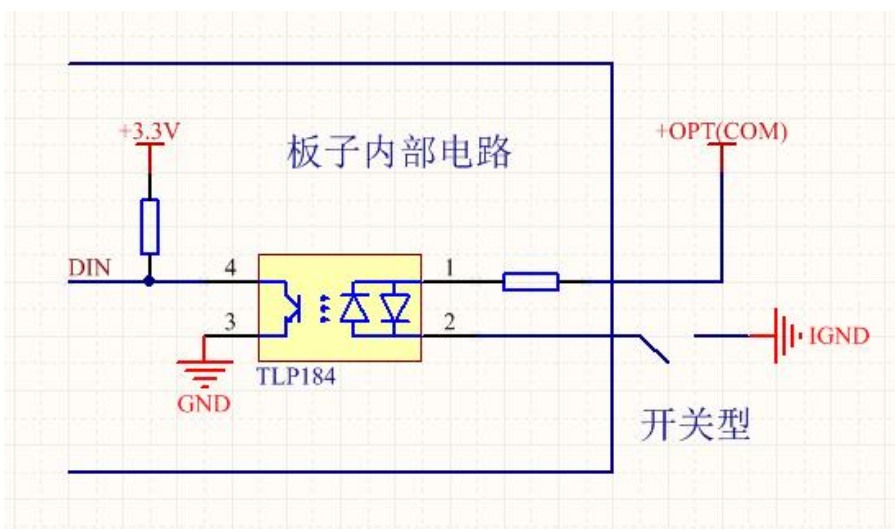 +3.3V
板子内部电路
+OPT(COM)
DIN
4
1
3
2
IGND
TLP184
GND
开关型